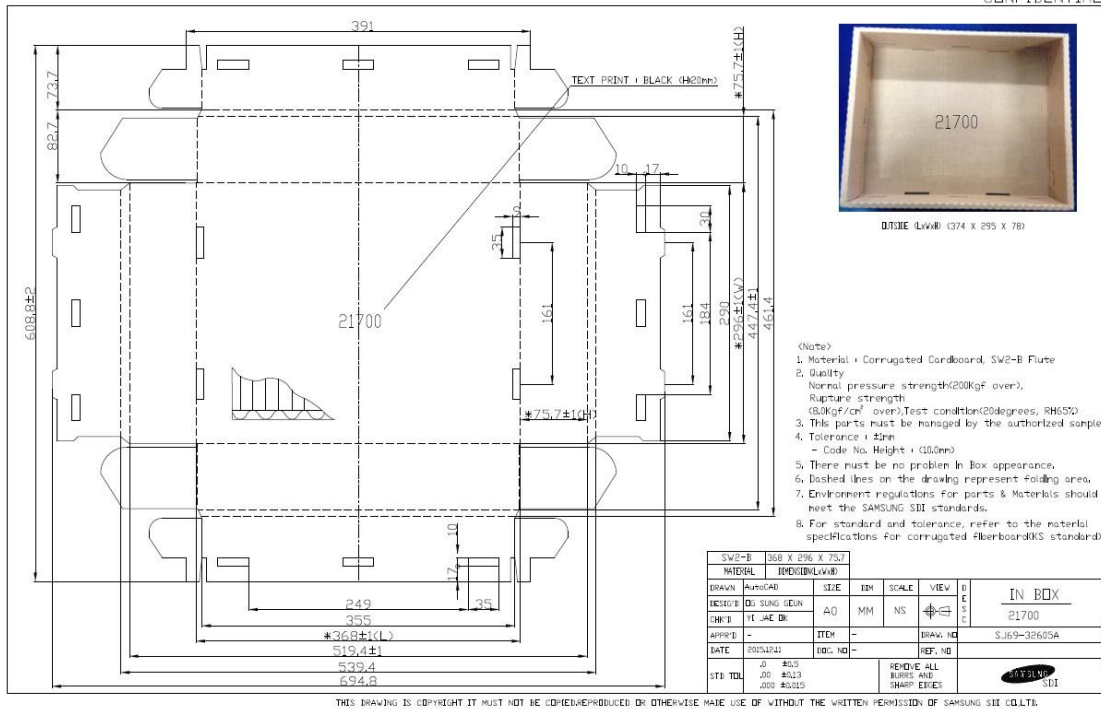 391
73.7
82.7
608.8±2
TEXT PRINT : BLACK (H:20mm)
*75.7±1(H)
10
17
30
35
161
161
184
290
*296±1(W)
447.4±1
461.4
21700
*75.7±1(H)
10
17
249
35
355
*368±1(L)
519.4±1
539.4
694.8
21700
OUTSIDE (LxWxH) (374 X 295 X 78)
<Note>
1. Material : Corrugated Cardboard, SW2-B Flute
2. Quality
Normal pressure strength(200Kgf over),
Rupture strength
(8.0Kgf/cm² over),Test condition(20degrees, RH65%)
3. This parts must be managed by the authorized sample
4. Tolerance : ±1mm
- Code No. Height : (10.0mm)
5. There must be no problem in Box appearance.
6. Dashed lines on the drawing represent folding area.
7. Environment regulations for parts & Materials should
meet the SAMSUNG SDI standards.
8. For standard and tolerance, refer to the material
specifications for corrugated fiberboard(KS standard)
SW2-B 368 X 296 X 75.7
MATERIAL DIMENSION(LxWxH)
DRAWN AutoCAD SIZE DIM SCALE VIEW DESC IN BOX
DESIG'D OG SUNG GEUN A0 MM NS 21700
CHK'D YI JAE OK
APPR'D - ITEM - DRAW. NO SJ69-32605A
DATE 2015.12.11 DOC. NO - REF. NO
STD TOL .0 ±0.5 REMOVE ALL
.00 ±0.13 BURRS AND
.000 ±0.015 SHARP EDGES
SAMSUNG SDI
THIS DRAWING IS COPYRIGHT IT MUST NOT BE COPIED,REPRODUCED OR OTHERWISE MADE USE OF WITHOUT THE WRITTEN PERMISSION OF SAMSUNG SDI CO.LTD.